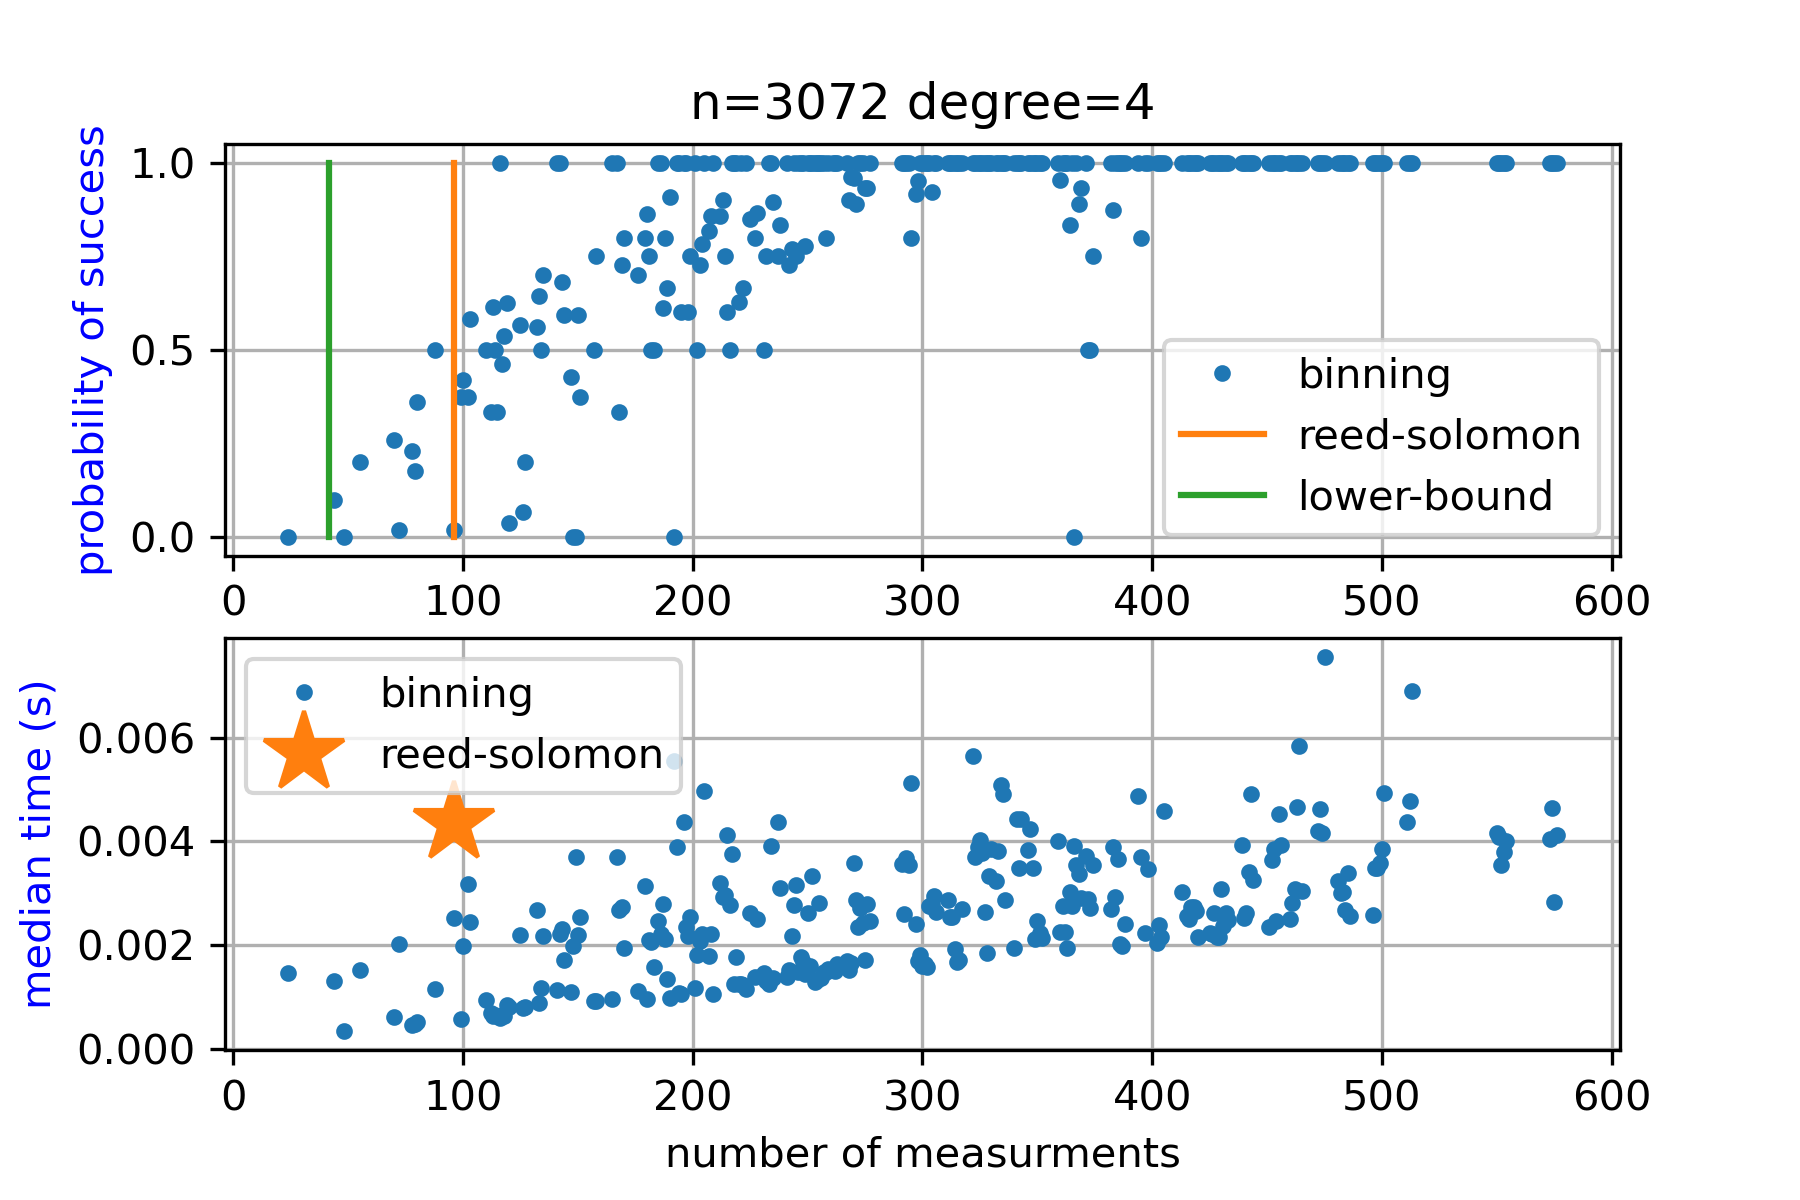 n=3072 degree=4
probability of success
1.0
0.5
0.0
binning
reed-solomon
lower-bound
0 100 200 300 400 500 600
median time (s)
binning
reed-solomon
0.006
0.004
0.002
0.000
0 100 200 300 400 500 600
number of measurments